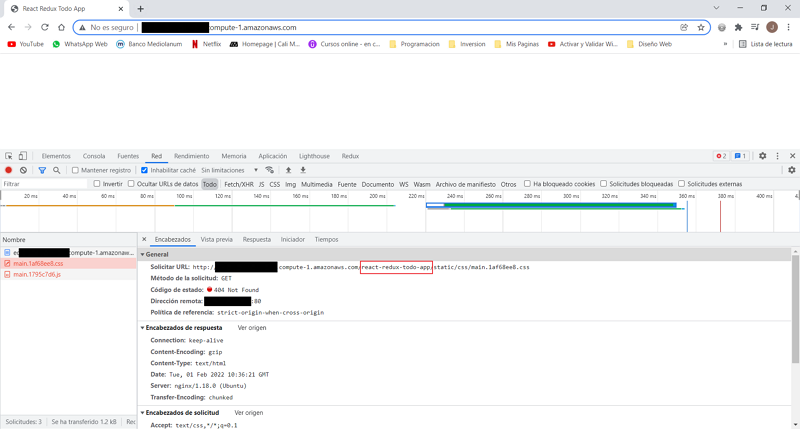 React Redux Todo App
No es seguro ompute-1.amazonaws.com
YouTube WhatsApp Web Banco Mediolanum Netflix Homepage | Cali M... Cursos online - en c... Programacion Inversion Mis Paginas Activar y Validar Wi... Diseño Web » Lista de lectura
Elementos Consola Fuentes Red Rendimiento Memoria Aplicación Lighthouse Redux 2 1
Mantener registro Inhabilitar caché Sin limitaciones
Filtrar Invertir Ocultar URLs de datos Todo Fetch/XHR JS CSS Img Multimedia Fuente Documento WS Wasm Archivo de manifiesto Otros Ha bloqueado cookies Solicitudes bloqueadas Solicitudes externas
20 ms 40 ms 60 ms 80 ms 100 ms 120 ms 140 ms 160 ms 180 ms 200 ms 220 ms 240 ms 260 ms 280 ms 300 ms 320 ms 340 ms 360 ms 380 ms 400 ms 4
Nombre Encabezados Vista previa Respuesta Iniciador Tiempos
ec compute-1.amazonaw...
main.1af68ee8.css
main.1795c7d6.js
General
Solicitar URL: http:// .compute-1.amazonaws.com/react-redux-todo-app/static/css/main.1af68ee8.css
Método de la solicitud: GET
Código de estado: 404 Not Found
Dirección remota: :80
Política de referencia: strict-origin-when-cross-origin
Encabezados de respuesta Ver origen
Connection: keep-alive
Content-Encoding: gzip
Content-Type: text/html
Date: Tue, 01 Feb 2022 10:36:21 GMT
Server: nginx/1.18.0 (Ubuntu)
Transfer-Encoding: chunked
Encabezados de solicitud Ver origen
Accept: text/css,*/*;q=0.1
Solicitudes: 3 Se ha transferido 1,2 kB Rec